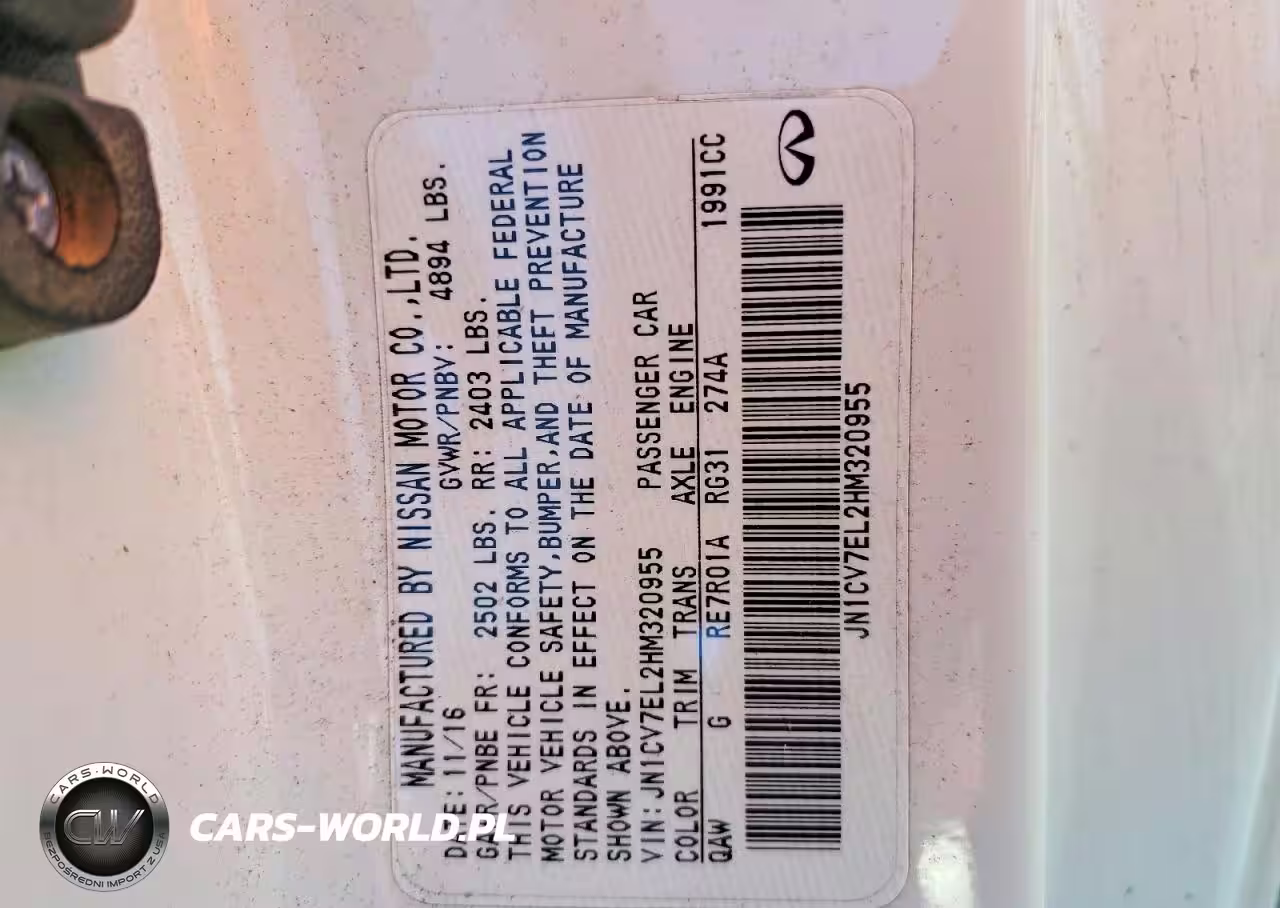 MANUFACTURED BY NISSAN MOTOR CO.,LTD.
DATE: 11/16 GVWR/PNBV: 4894 LBS.
GAWR/PNBE FR: 2502 LBS. RR: 2403 LBS.
THIS VEHICLE CONFORMS TO ALL APPLICABLE FEDERAL
MOTOR VEHICLE SAFETY,BUMPER,AND THEFT PREVENTION
STANDARDS IN EFFECT ON THE DATE OF MANUFACTURE
SHOWN ABOVE.
VIN:JN1CV7EL2HM320955 PASSENGER CAR
COLOR TRIM TRANS AXLE ENGINE
QAW G RE7R01A RG31 274A 1991CC
JN1CV7EL2HM320955
CARS-WORLD
CW
BEZPOŚREDNI IMPORT Z USA
CARS-WORLD.PL